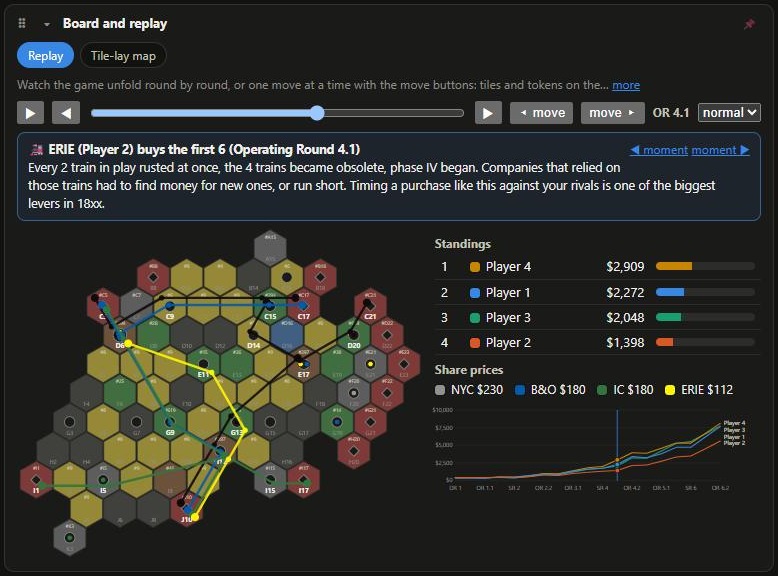 Board and replay
Replay
Tile-lay map
Watch the game unfold round by round, or one move at a time with the move buttons: tiles and tokens on the... more
move
move
OR 4.1
normal
ERIE (Player 2) buys the first 6 (Operating Round 4.1)
moment moment
Every 2 train in play rusted at once, the 4 trains became obsolete, phase IV began. Companies that relied on
those trains had to find money for new ones, or run short. Timing a purchase like this against your rivals is one of the biggest
levers in 18xx.
Standings
1 Player 4 $2,909
2 Player 1 $2,272
3 Player 3 $2,048
4 Player 2 $1,398
Share prices
NYC $230 B&O $180 IC $180 ERIE $112
$10,000
$7,500
$5,000
$2,500
$0
Player 4
Player 3
Player 1
Player 2
OR 1 OR 1.1 SR 2 OR 2.2 OR 3.1 SR 4 OR 4.2 OR 5.1 SR 6 OR 6.2
C9
C15
C17
C21
D14
D20
E11
E17
G9
I1
I5
I15
I17
J10